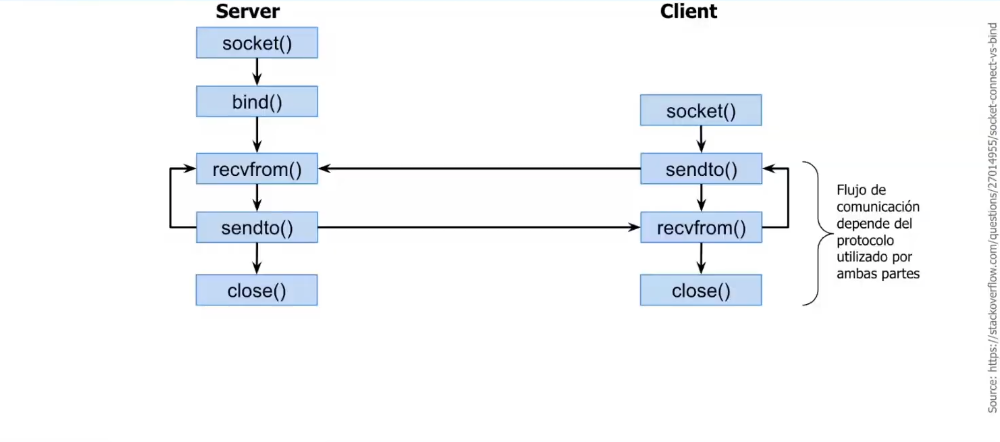 Server
Client
socket()
bind()
socket()
recvfrom()
sendto()
sendto()
recvfrom()
close()
close()
Flujo de
comunicación
depende del
protocolo
utilizado por
ambas partes
Source: https://stackoverflow.com/questions/27014955/socket-connect-vs-bind